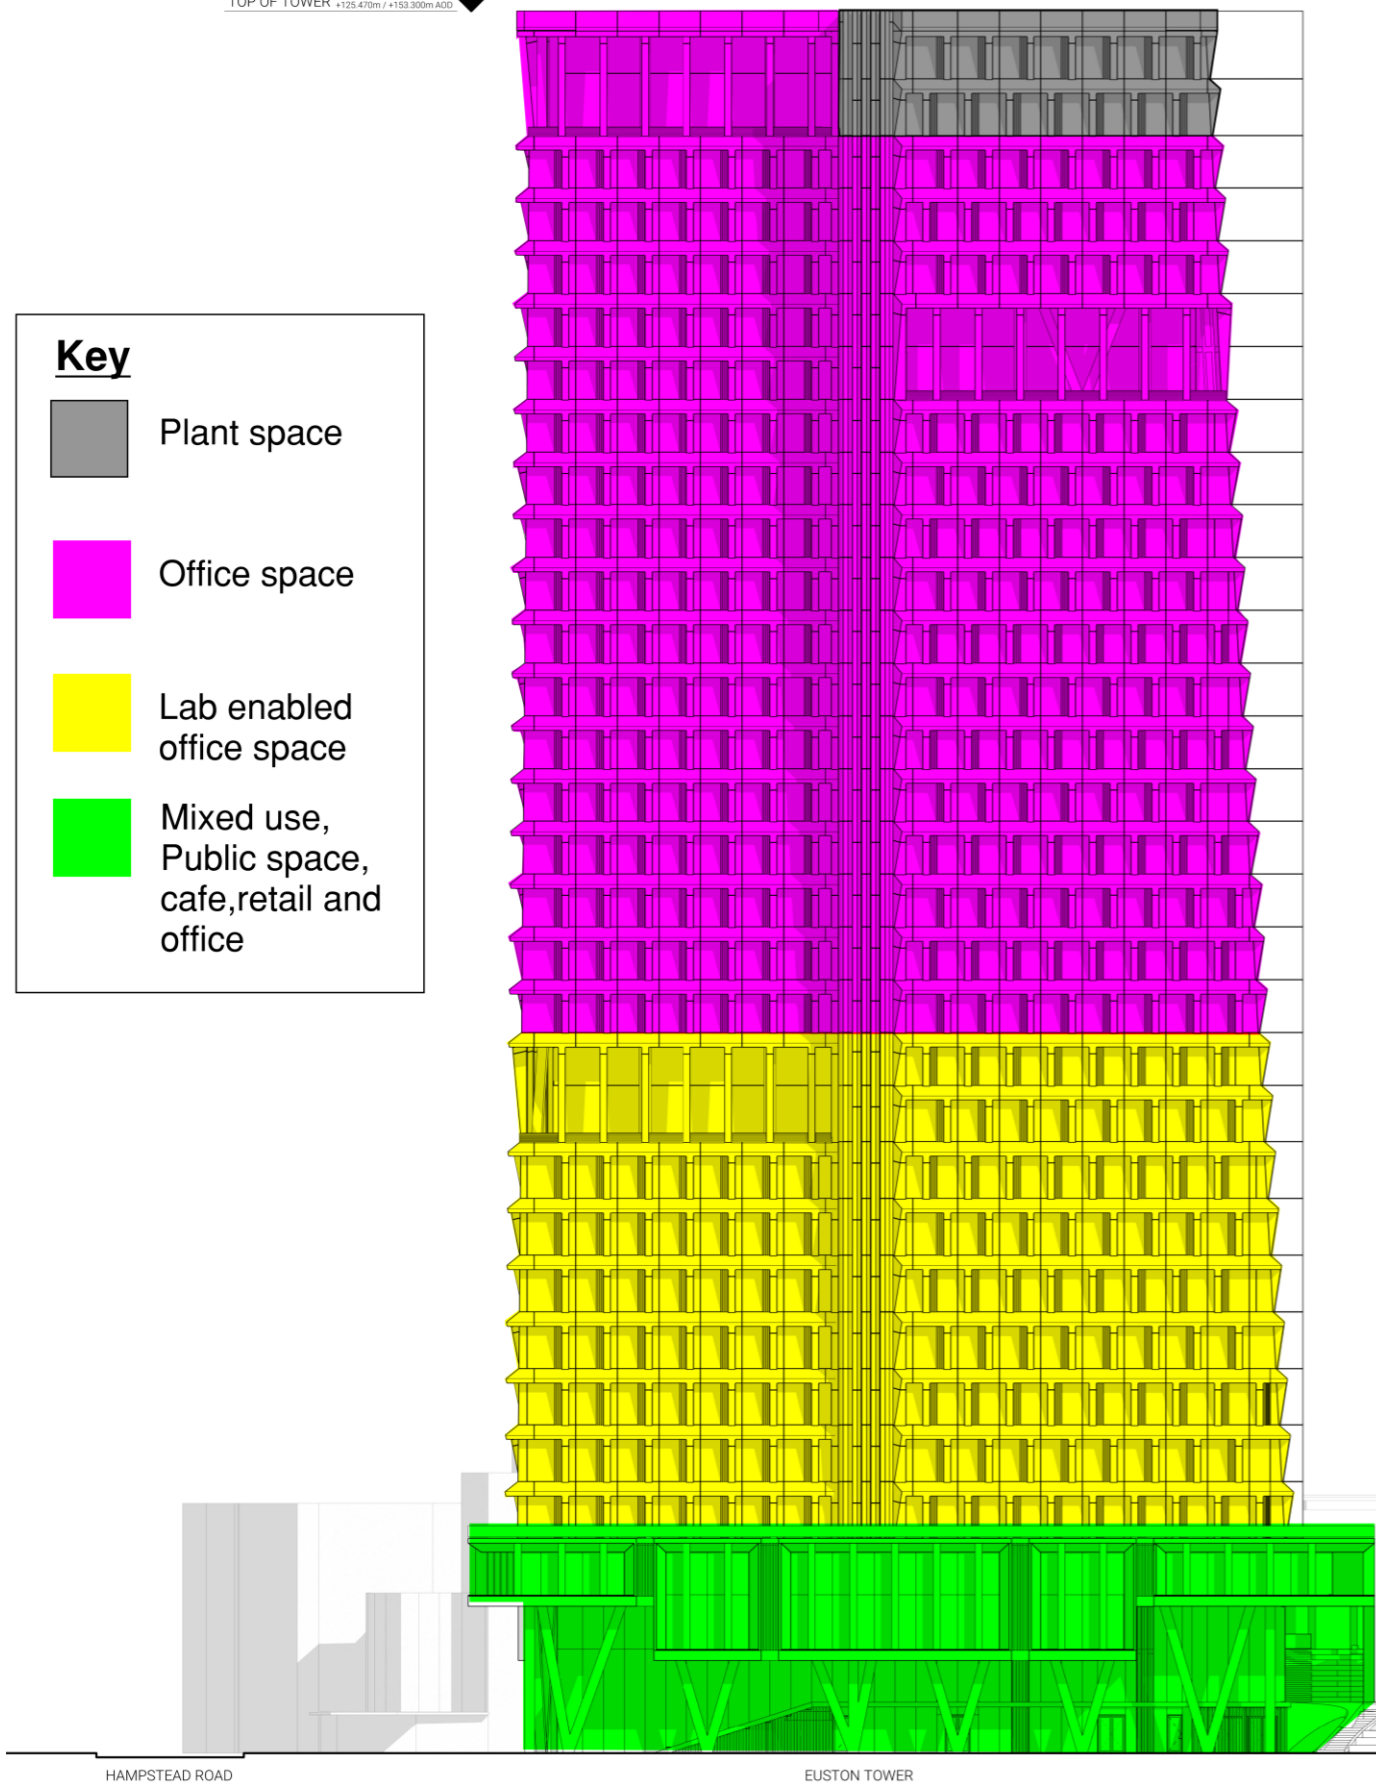 TOP OF TOWER +125.470m / +153.300m AOD
Key
Plant space
Office space
Lab enabled
office space
Mixed use,
Public space,
cafe,retail and
office
HAMPSTEAD ROAD
EUSTON TOWER